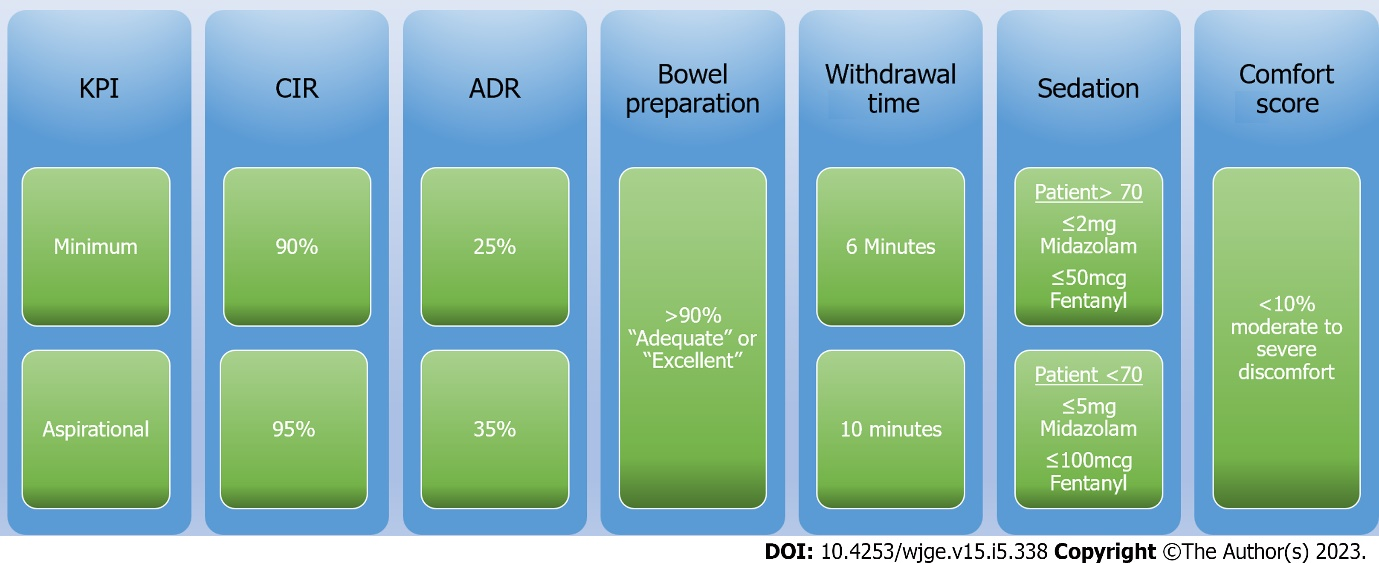 KPI
CIR
ADR
Bowel
preparation
Withdrawal
time
Sedation
Comfort
score
Minimum
90%
25%
>90%
“Adequate” or
“Excellent”
6 Minutes
Patient> 70
≤2mg
Midazolam
≤50mcg
Fentanyl
<10%
moderate to
severe
discomfort
Aspirational
95%
35%
10 minutes
Patient <70
≤5mg
Midazolam
≤100mcg
Fentanyl
DOI: 10.4253/wjge.v15.i5.338 Copyright ©The Author(s) 2023.